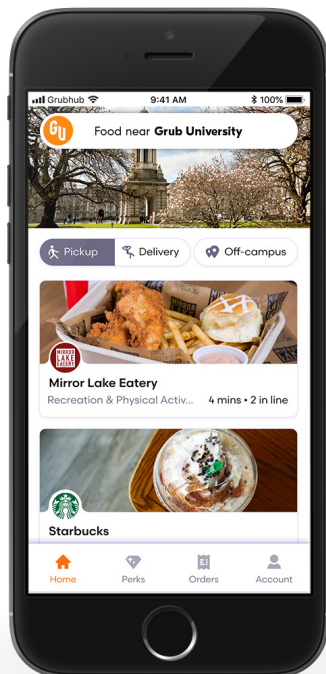 Grubhub 9:41 AM 100%
GU Food near Grub University
Pickup Delivery Off-campus
MIRROR
LAKE
EATERY
Mirror Lake Eatery
Recreation & Physical Activ... 4 mins • 2 in line
Starbucks
Home Perks Orders Account